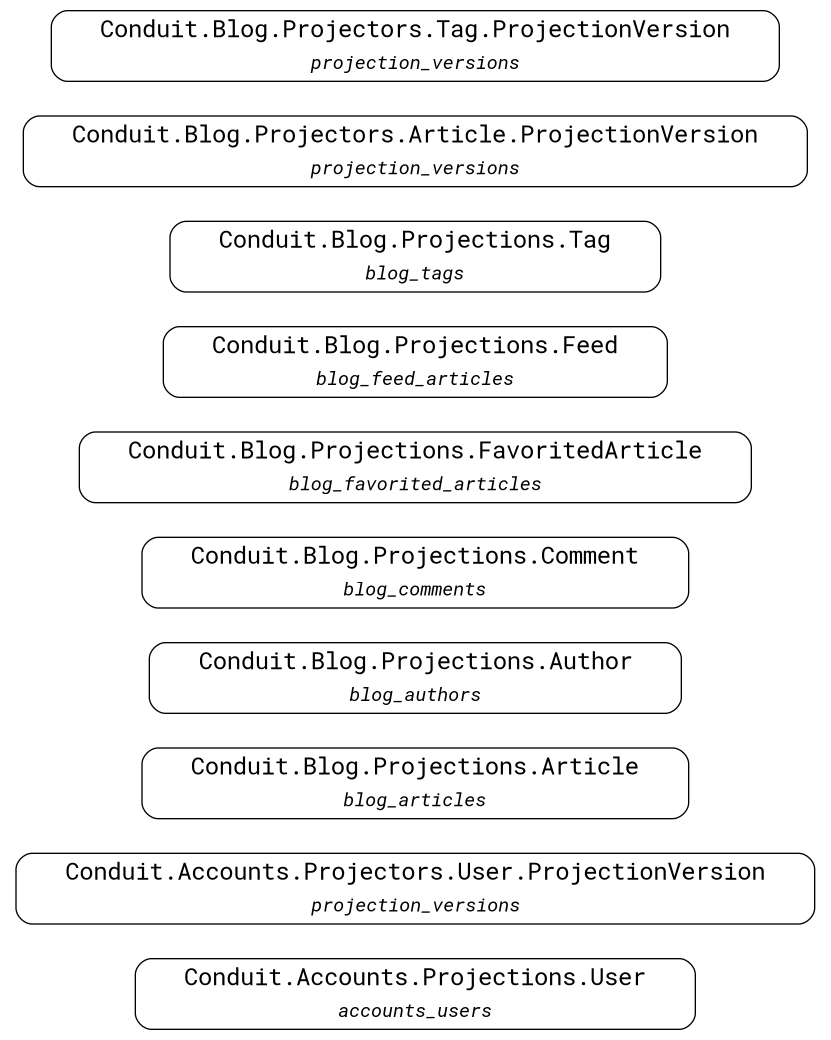 Conduit.Blog.Projectors.Tag.ProjectionVersion
projection_versions
Conduit.Blog.Projectors.Article.ProjectionVersion
projection_versions
Conduit.Blog.Projections.Tag
blog_tags
Conduit.Blog.Projections.Feed
blog_feed_articles
Conduit.Blog.Projections.FavoritedArticle
blog_favorited_articles
Conduit.Blog.Projections.Comment
blog_comments
Conduit.Blog.Projections.Author
blog_authors
Conduit.Blog.Projections.Article
blog_articles
Conduit.Accounts.Projectors.User.ProjectionVersion
projection_versions
Conduit.Accounts.Projections.User
accounts_users